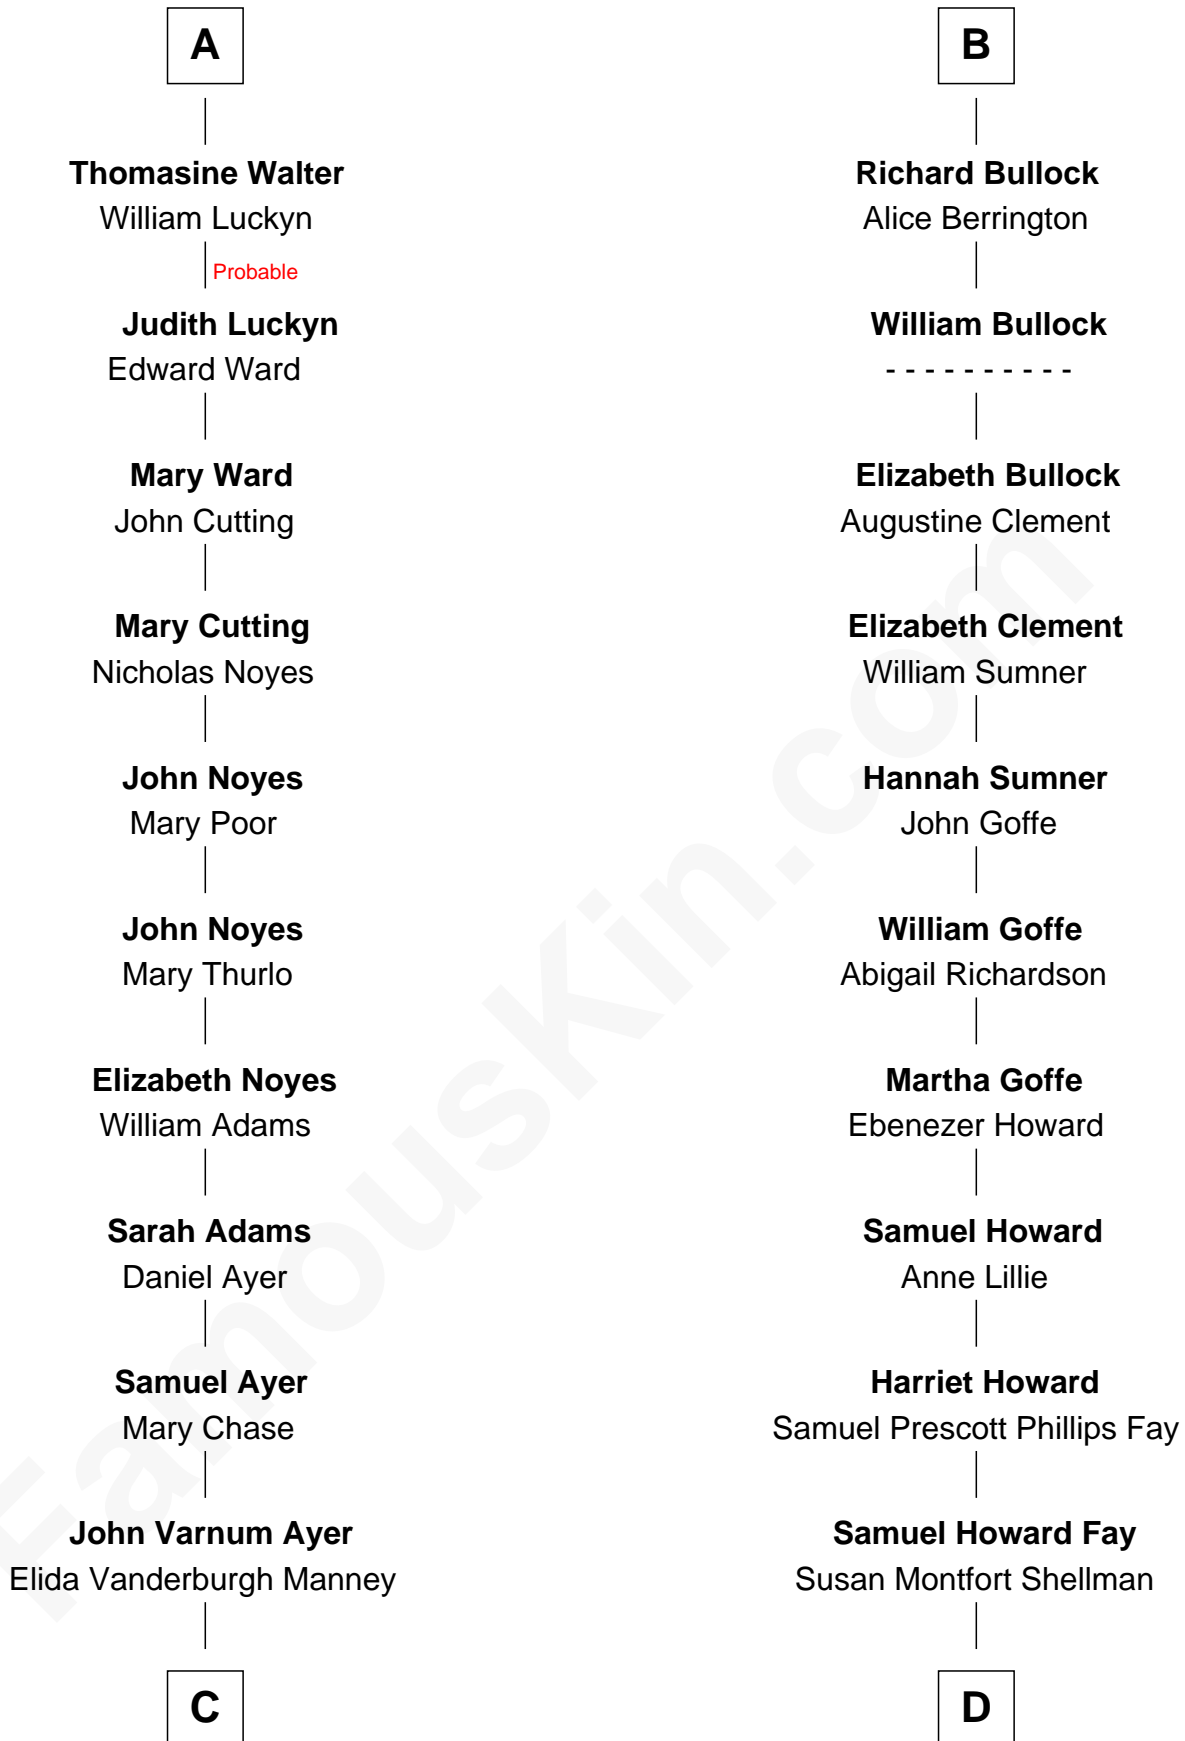 A
Thomasine Walter
William Luckyn
Probable
Judith Luckyn
Edward Ward
Mary Ward
John Cutting
Mary Cutting
Nicholas Noyes
John Noyes
Mary Poor
John Noyes
Mary Thurlo
Elizabeth Noyes
William Adams
Sarah Adams
Daniel Ayer
Samuel Ayer
Mary Chase
John Varnum Ayer
Elida Vanderburgh Manney
C
B
Richard Bullock
Alice Berrington
William Bullock
- - - - - - - - - -
Elizabeth Bullock
Augustine Clement
Elizabeth Clement
William Sumner
Hannah Sumner
John Goffe
William Goffe
Abigail Richardson
Martha Goffe
Ebenezer Howard
Samuel Howard
Anne Lillie
Harriet Howard
Samuel Prescott Phillips Fay
Samuel Howard Fay
Susan Montfort Shellman
D
FamousKin.com